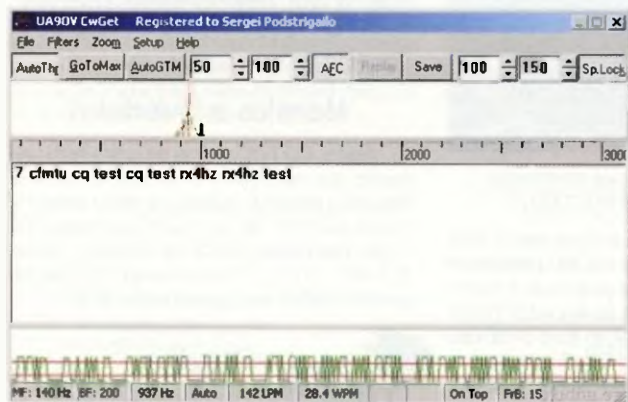 UA9OV CwGet Registered to Sergei Podstrigailo
File Filters Zoom Setup Help
AutoThr GoToMax AutoGTM 50 100 AFC Save 100 150 Sp.Lock
1000 2000 3000
7 cfmtu cq test cq test rx4hz rx4hz test
MF: 140 Hz BF: 200 937 Hz Auto 142 LPM 28.4 WPM On Top FrB: 1S